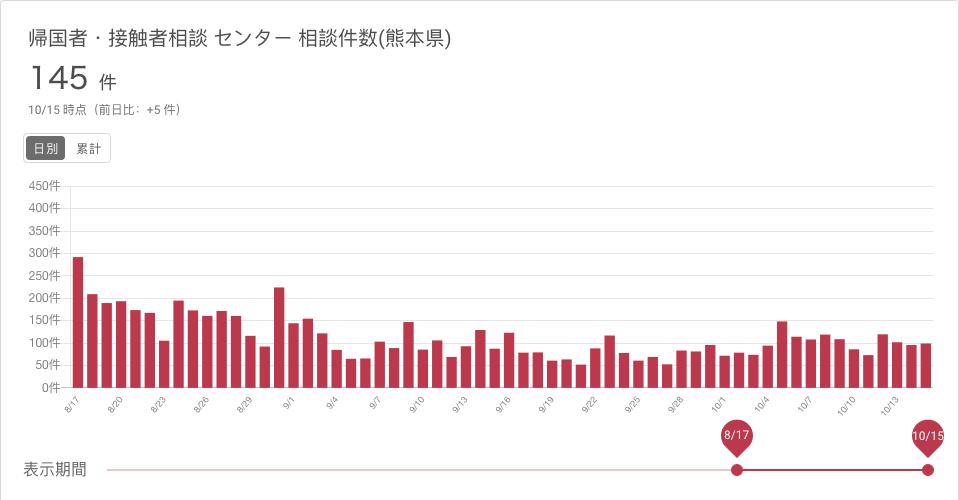 帰国者・接触者相談 センター 相談件数(熊本県)
145 件
10/15 時点（前日比：+5 件）
日別 累計
450件
400件
350件
300件
250件
200件
150件
100件
50件
0件
8/17 8/20 8/23 8/26 8/29 9/1 9/4 9/7 9/10 9/13 9/16 9/19 9/22 9/25 9/28 10/1 10/4 10/7 10/10 10/13
8/17 10/15
表示期間